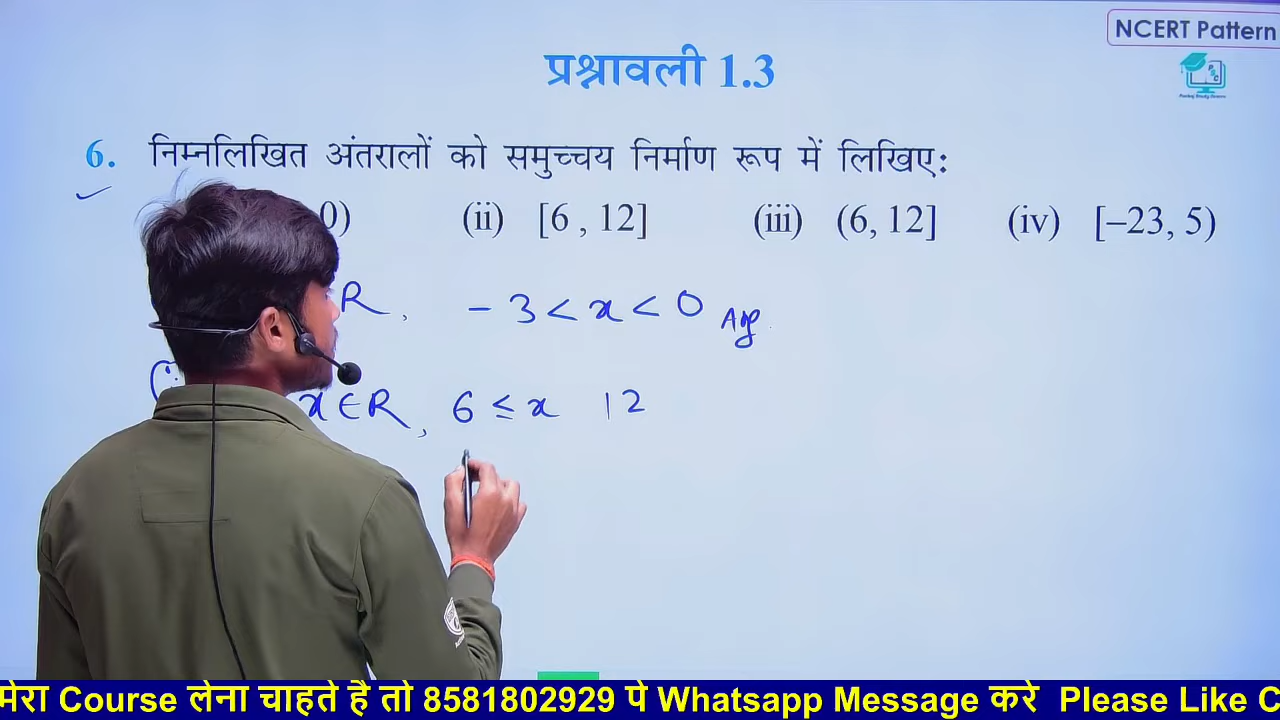 NCERT Pattern
प्रश्नावली 1.3
6. निम्नलिखित अंतरालों को समुच्चय निर्माण रूप में लिखिए:
0) (ii) [6 , 12] (iii) (6, 12] (iv) [–23, 5)
R, - 3 < x < 0 Ans
x ∈ R, 6 ≤ x 12
मेरा Course लेना चाहते है तो 8581802929 पे Whatsapp Message करे Please Like C